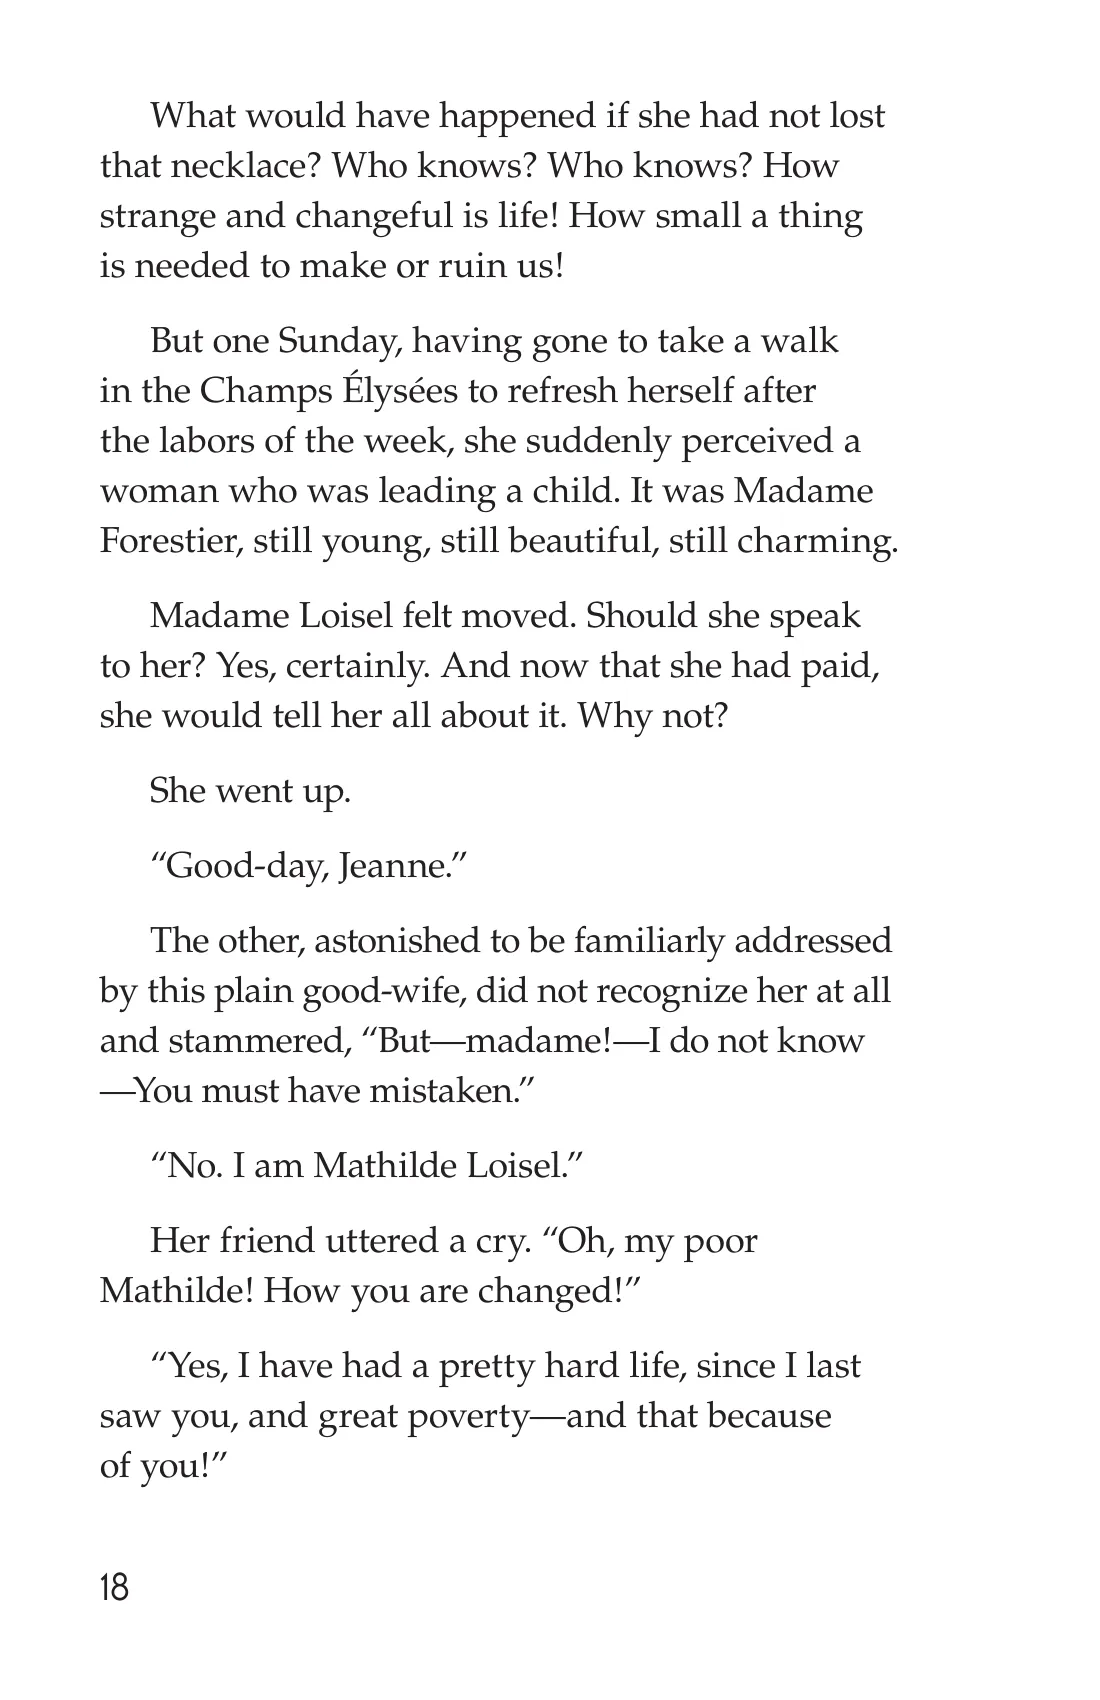 What would have happened if she had not lost
that necklace? Who knows? Who knows? How
strange and changeful is life! How small a thing
is needed to make or ruin us!
But one Sunday, having gone to take a walk
in the Champs Élysées to refresh herself after
the labors of the week, she suddenly perceived a
woman who was leading a child. It was Madame
Forestier, still young, still beautiful, still charming.
Madame Loisel felt moved. Should she speak
to her? Yes, certainly. And now that she had paid,
she would tell her all about it. Why not?
She went up.
“Good-day, Jeanne.”
The other, astonished to be familiarly addressed
by this plain good-wife, did not recognize her at all
and stammered, “But—madame!—I do not know
—You must have mistaken.”
“No. I am Mathilde Loisel.”
Her friend uttered a cry. “Oh, my poor
Mathilde! How you are changed!”
“Yes, I have had a pretty hard life, since I last
saw you, and great poverty—and that because
of you!”
18